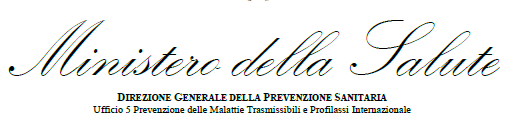 Ministero della Salute
DIREZIONE GENERALE DELLA PREVENZIONE SANITARIA
Ufficio 5 Prevenzione delle Malattie Trasmissibili e Profilassi Internazionale